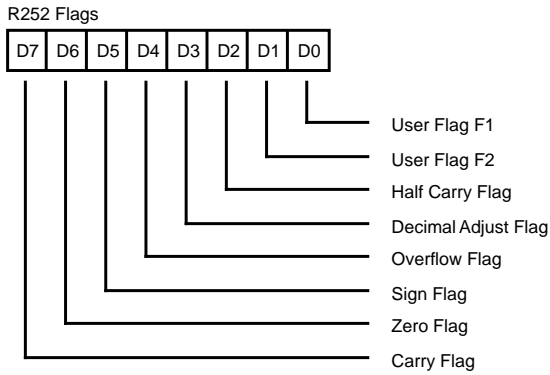 R252 Flags
D7 D6 D5 D4 D3 D2 D1 D0
User Flag F1
User Flag F2
Half Carry Flag
Decimal Adjust Flag
Overflow Flag
Sign Flag
Zero Flag
Carry Flag